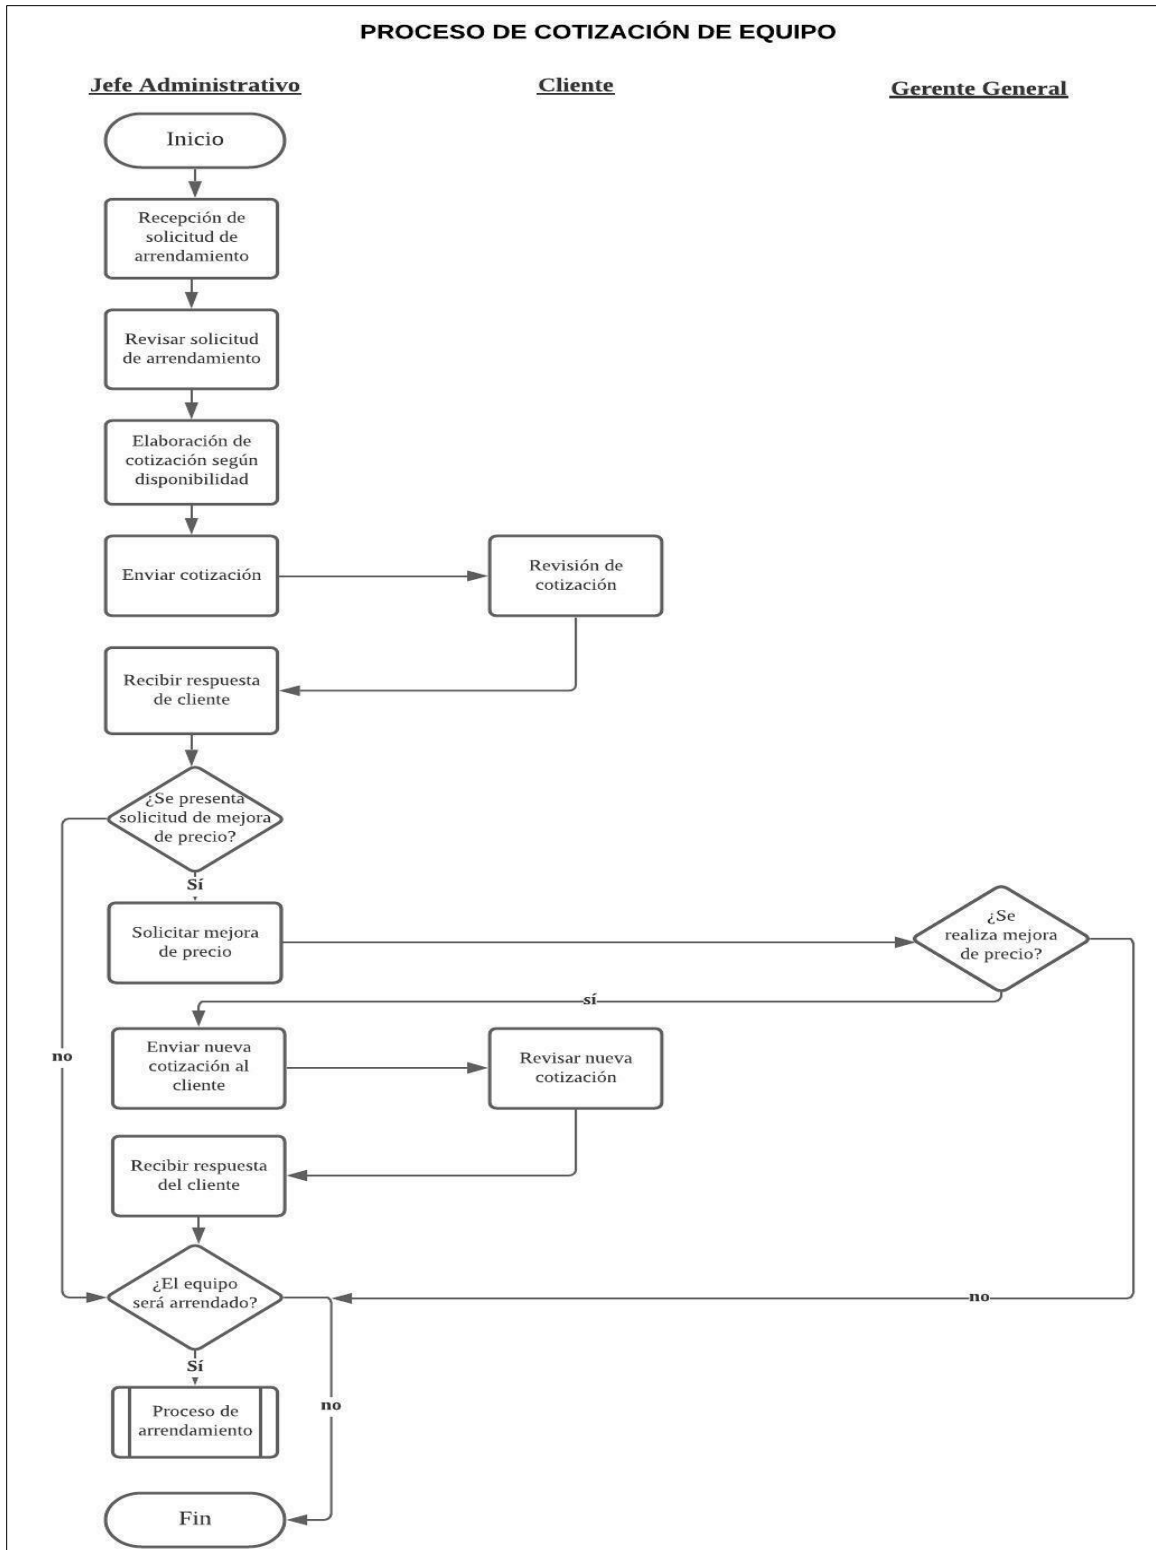 PROCESO DE COTIZACIÓN DE EQUIPO
Jefe Administrativo
Cliente
Gerente General
Inicio
Recepción de
solicitud de
arrendamiento
Revisar solicitud
de arrendamiento
Elaboración de
cotización según
disponibilidad
Enviar cotización
Revisión de
cotización
Recibir respuesta
de cliente
¿Se presenta
solicitud de mejora
de precio?
Sí
Solicitar mejora
de precio
¿Se
realiza mejora
de precio?
sí
no
Enviar nueva
cotización al
cliente
Revisar nueva
cotización
Recibir respuesta
del cliente
¿El equipo
será arrendado?
no
Sí
no
Proceso de
arrendamiento
Fin